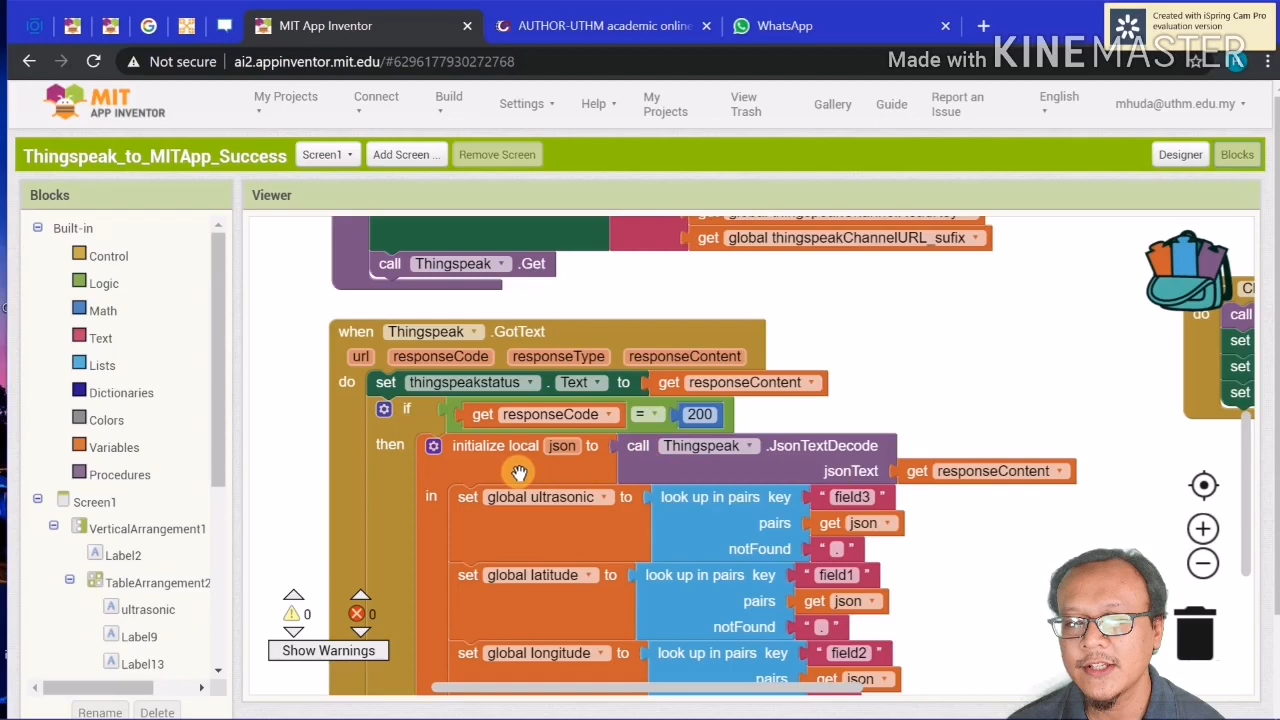 MIT App Inventor
AUTHOR-UTHM academic online
WhatsApp
Created with iSpring Cam Pro
evaluation version
Not secure
ai2.appinventor.mit.edu/#6296177930272768
Made with KINEMASTER
MIT
APP INVENTOR
My Projects
Connect
Build
Settings
Help
My
Projects
View
Trash
Gallery
Guide
Report an
Issue
English
mhuda@uthm.edu.my
Thingspeak_to_MITApp_Success
Screen1
Add Screen ...
Remove Screen
Designer
Blocks
Blocks
Viewer
Built-in
Control
Logic
Math
Text
Lists
Dictionaries
Colors
Variables
Procedures
Screen1
VerticalArrangement1
Label2
TableArrangement2
ultrasonic
Label9
Label13
Rename
Delete
get global thingspeakChannelURL_sufix
call Thingspeak .Get
when Thingspeak .GotText
url responseCode responseType responseContent
do set thingspeakstatus . Text to get responseContent
if get responseCode = 200
then initialize local json to call Thingspeak .JsonTextDecode
jsonText get responseContent
in set global ultrasonic to look up in pairs key " field3 "
pairs get json
notFound " . "
set global latitude to look up in pairs key " field1 "
pairs get json
notFound " . "
set global longitude to look up in pairs key " field2 "
pairs get json
do call
set
set
set
0
0
Show Warnings